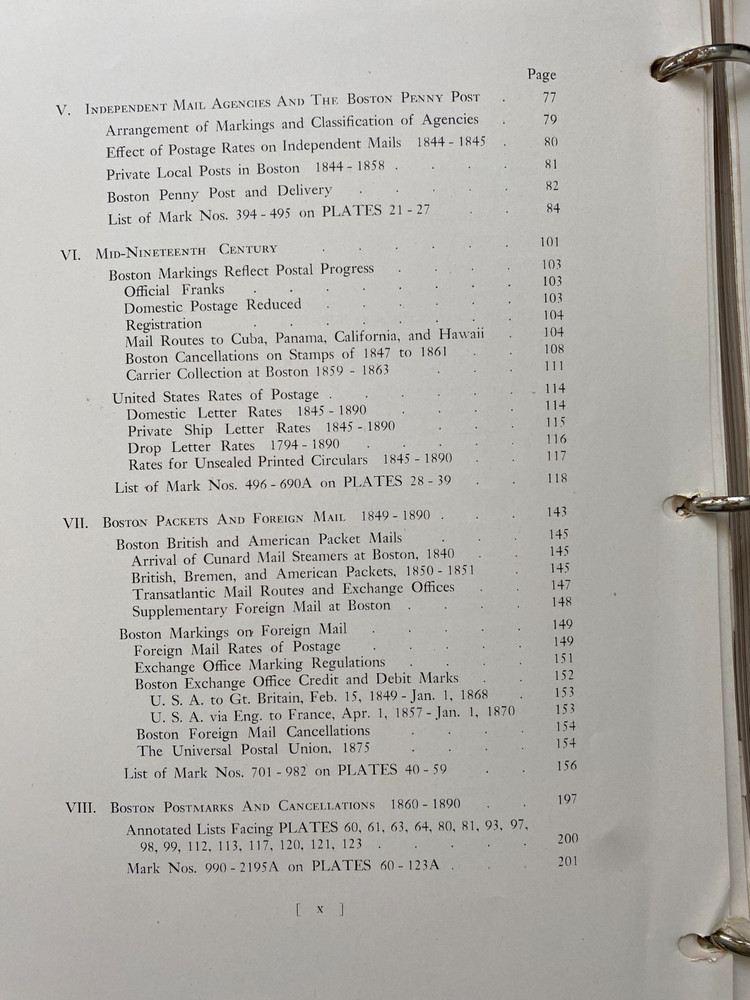 Page
V. Independent Mail Agencies And The Boston Penny Post . 77
Arrangement of Markings and Classification of Agencies . 79
Effect of Postage Rates on Independent Mails 1844 - 1845 . 80
Private Local Posts in Boston 1844 - 1858 . . . . 81
Boston Penny Post and Delivery . . . . . 82
List of Mark Nos. 394 - 495 on PLATES 21 - 27 . . 84
VI. Mid-Nineteenth Century . . . . . . 101
Boston Markings Reflect Postal Progress . . . . 103
Official Franks . . . . . . . . 103
Domestic Postage Reduced . . . . . . 103
Registration . . . . . . . . 104
Mail Routes to Cuba, Panama, California, and Hawaii . 104
Boston Cancellations on Stamps of 1847 to 1861 . . 108
Carrier Collection at Boston 1859 - 1863 . . . 111
United States Rates of Postage . . . . . . 114
Domestic Letter Rates 1845 - 1890 . . . . 114
Private Ship Letter Rates 1845 - 1890 . . . 115
Drop Letter Rates 1794 - 1890 . . . . . 116
Rates for Unsealed Printed Circulars 1845 - 1890 . . 117
List of Mark Nos. 496 - 690A on PLATES 28 - 39 . . 118
VII. Boston Packets And Foreign Mail 1849 - 1890 . . . 143
Boston British and American Packet Mails . . . 145
Arrival of Cunard Mail Steamers at Boston, 1840 . . 145
British, Bremen, and American Packets, 1850 - 1851 . 145
Transatlantic Mail Routes and Exchange Offices . . 147
Supplementary Foreign Mail at Boston . . . . 148
Boston Markings on Foreign Mail . . . . . 149
Foreign Mail Rates of Postage . . . . . 149
Exchange Office Marking Regulations . . . . 151
Boston Exchange Office Credit and Debit Marks . . 152
U. S. A. to Gt. Britain, Feb. 15, 1849 - Jan. 1, 1868 . 153
U. S. A. via Eng. to France, Apr. 1, 1857 - Jan. 1, 1870 153
Boston Foreign Mail Cancellations . . . . 154
The Universal Postal Union, 1875 . . . . 154
List of Mark Nos. 701 - 982 on PLATES 40 - 59 . . 156
VIII. Boston Postmarks And Cancellations 1860 - 1890 . . 197
Annotated Lists Facing PLATES 60, 61, 63, 64, 80, 81, 93, 97,
98, 99, 112, 113, 117, 120, 121, 123 . . . . . 200
Mark Nos. 990 - 2195A on PLATES 60 - 123A . . . 201
[ x ]